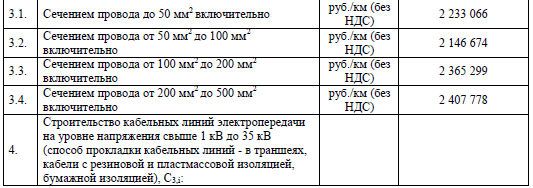 3.1. Сечением провода до 50 мм² включительно руб./км (без НДС) 2 233 066
3.2. Сечением провода от 50 мм² до 100 мм² включительно руб./км (без НДС) 2 146 674
3.3. Сечением провода от 100 мм² до 200 мм² включительно руб./км (без НДС) 2 365 299
3.4. Сечением провода от 200 мм² до 500 мм² включительно руб./км (без НДС) 2 407 778
4. Строительство кабельных линий электропередачи
на уровне напряжения свыше 1 кВ до 35 кВ
(способ прокладки кабельных линий - в траншеях,
кабели с резиновой и пластмассовой изоляцией,
бумажной изоляцией), С3,i: